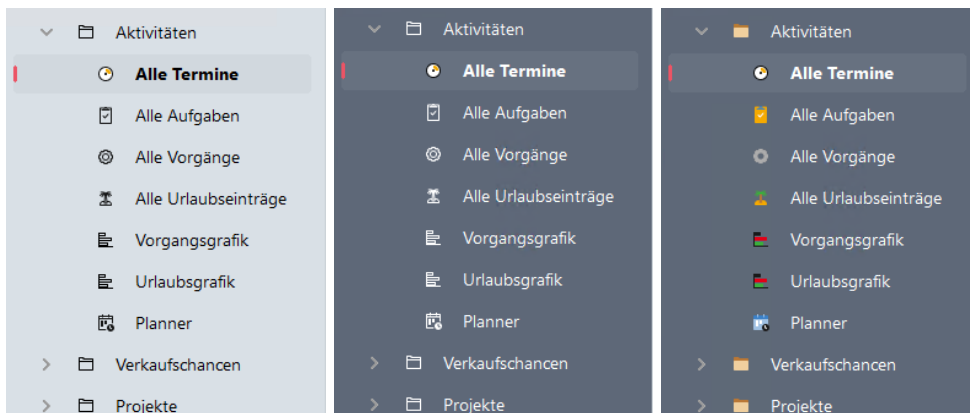 Aktivitäten
Alle Termine
Alle Aufgaben
Alle Vorgänge
Alle Urlaubseinträge
Vorgangsgrafik
Urlaubsgrafik
Planner
Verkaufschancen
Projekte
Aktivitäten
Alle Termine
Alle Aufgaben
Alle Vorgänge
Alle Urlaubseinträge
Vorgangsgrafik
Urlaubsgrafik
Planner
Verkaufschancen
Projekte
Aktivitäten
Alle Termine
Alle Aufgaben
Alle Vorgänge
Alle Urlaubseinträge
Vorgangsgrafik
Urlaubsgrafik
Planner
Verkaufschancen
Projekte